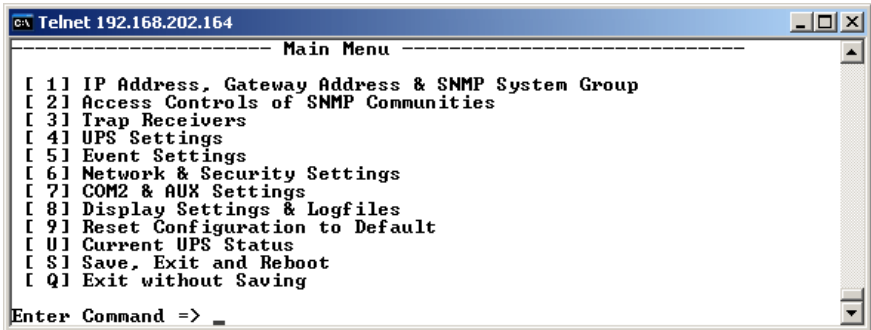 Telnet 192.168.202.164
---------------------- Main Menu -----------------------------
[ 1] IP Address, Gateway Address & SNMP System Group
[ 2] Access Controls of SNMP Communities
[ 3] Trap Receivers
[ 4] UPS Settings
[ 5] Event Settings
[ 6] Network & Security Settings
[ 7] COM2 & AUX Settings
[ 8] Display Settings & Logfiles
[ 9] Reset Configuration to Default
[ U] Current UPS Status
[ S] Save, Exit and Reboot
[ Q] Exit without Saving
Enter Command => _